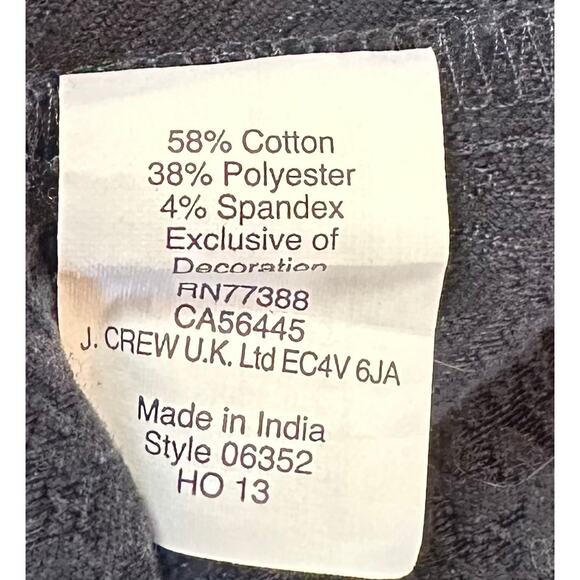 58% Cotton
38% Polyester
4% Spandex
Exclusive of
Decoration
RN77388
CA56445
J. CREW U.K. Ltd EC4V 6JA
Made in India
Style 06352
HO 13